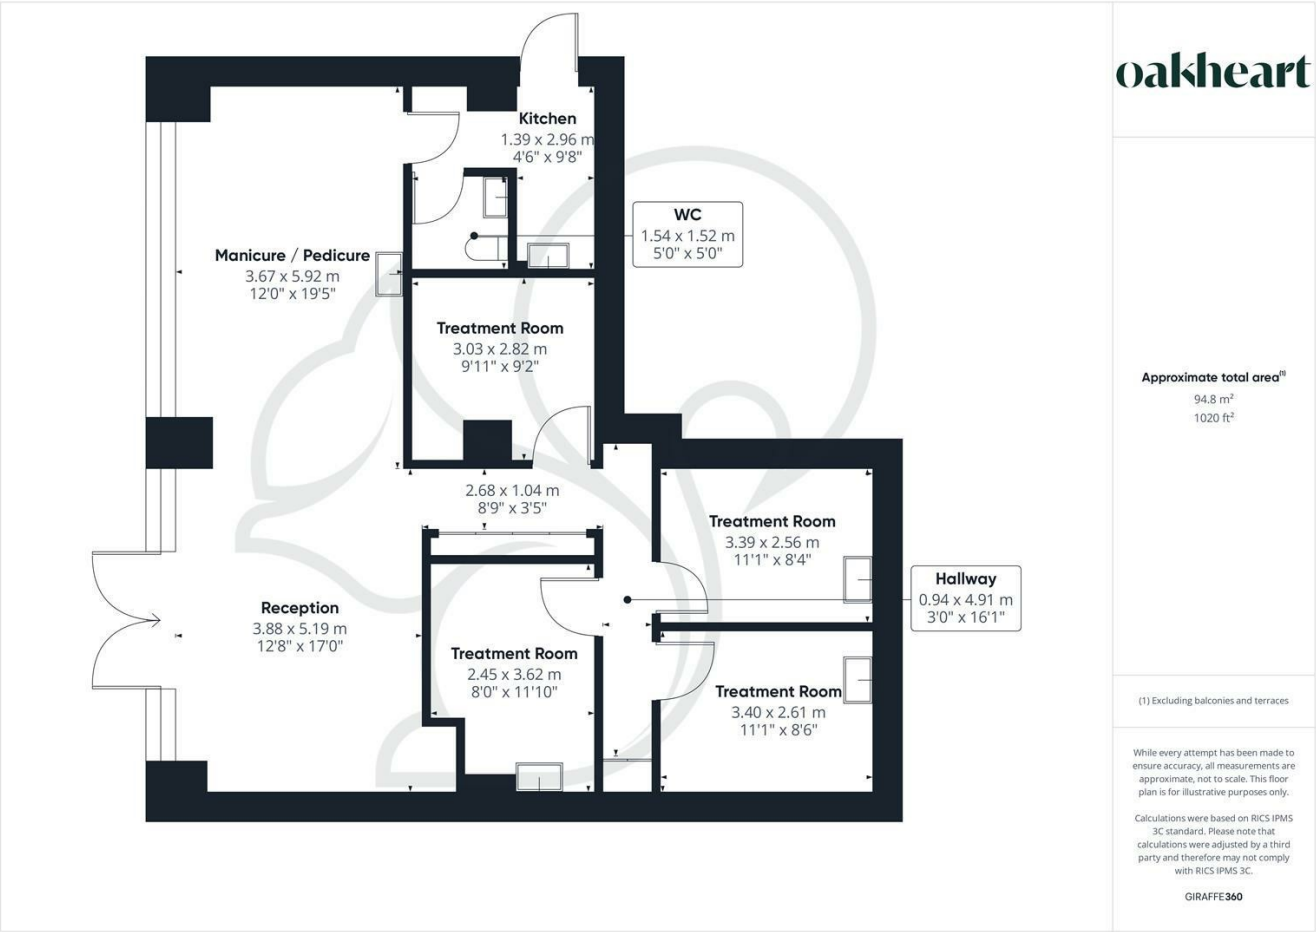 Kitchen
1.39 x 2.96 m
4'6" x 9'8"
WC
1.54 x 1.52 m
5'0" x 5'0"
Manicure / Pedicure
3.67 x 5.92 m
12'0" x 19'5"
Treatment Room
3.03 x 2.82 m
9'11" x 9'2"
2.68 x 1.04 m
8'9" x 3'5"
Treatment Room
3.39 x 2.56 m
11'1" x 8'4"
Hallway
0.94 x 4.91 m
3'0" x 16'1"
Reception
3.88 x 5.19 m
12'8" x 17'0"
Treatment Room
2.45 x 3.62 m
8'0" x 11'10"
Treatment Room
3.40 x 2.61 m
11'1" x 8'6"
oakheart
Approximate total area(1)
94.8 m²
1020 ft²
(1) Excluding balconies and terraces
While every attempt has been made to
ensure accuracy, all measurements are
approximate, not to scale. This floor
plan is for illustrative purposes only.
Calculations were based on RICS IPMS
3C standard. Please note that
calculations were adjusted by a third
party and therefore may not comply
with RICS IPMS 3C.
GIRAFFE360